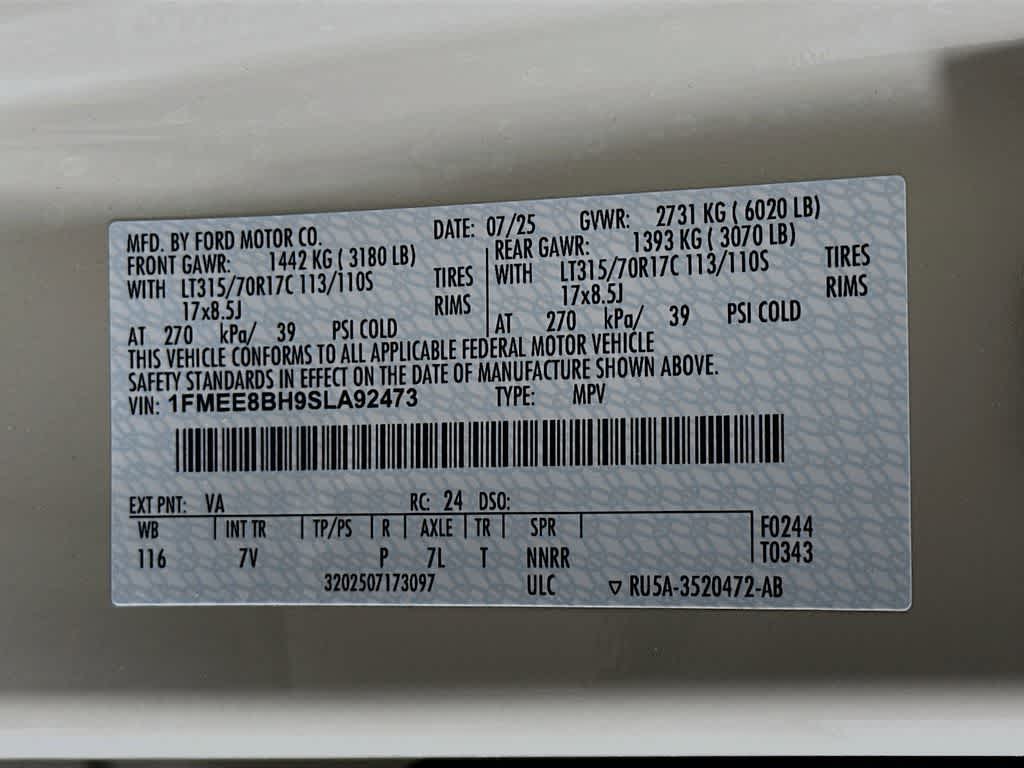 MFD. BY FORD MOTOR CO. DATE: 07/25 GVWR: 2731 KG ( 6020 LB)
FRONT GAWR: 1442 KG ( 3180 LB) REAR GAWR: 1393 KG ( 3070 LB)
WITH LT315/70R17C 113/110S TIRES WITH LT315/70R17C 113/110S TIRES
17x8.5J RIMS 17x8.5J RIMS
AT 270 kPa/ 39 PSI COLD AT 270 kPa/ 39 PSI COLD
THIS VEHICLE CONFORMS TO ALL APPLICABLE FEDERAL MOTOR VEHICLE
SAFETY STANDARDS IN EFFECT ON THE DATE OF MANUFACTURE SHOWN ABOVE.
VIN: 1FMEE8BH9SLA92473 TYPE: MPV
EXT PNT: VA RC: 24 DSO:
WB INT TR TP/PS R AXLE TR SPR F0244
116 7V P 7L T NNRR T0343
3202507173097 ULC ▽ RU5A-3520472-AB